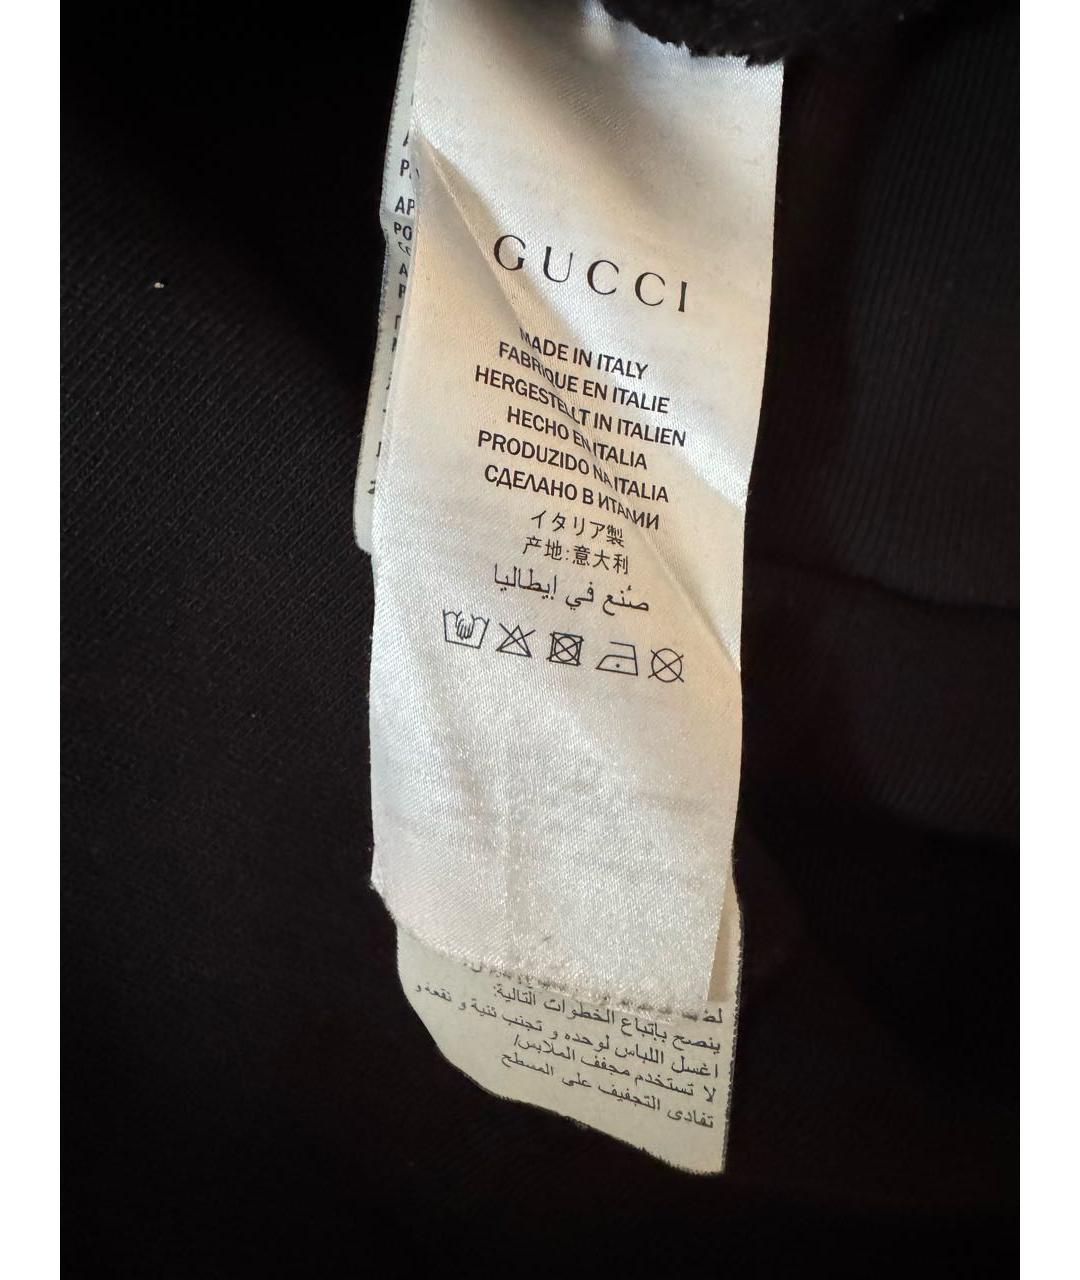 GUCCI
MADE IN ITALY
FABRIQUE EN ITALIE
HERGESTELLT IN ITALIEN
HECHO EN ITALIA
PRODUZIDO NA ITALIA
СДЕЛАНО В ИТАЛИИ
イタリア製
产地:意大利
صنع في إيطاليا
ينصح بإتباع الخطوات التالية:
اغسل اللباس لوحده و تجنب ثنية و نقعه و
لا تستخدم مجفف الملابس/
تفادى التجفيف على المسطح